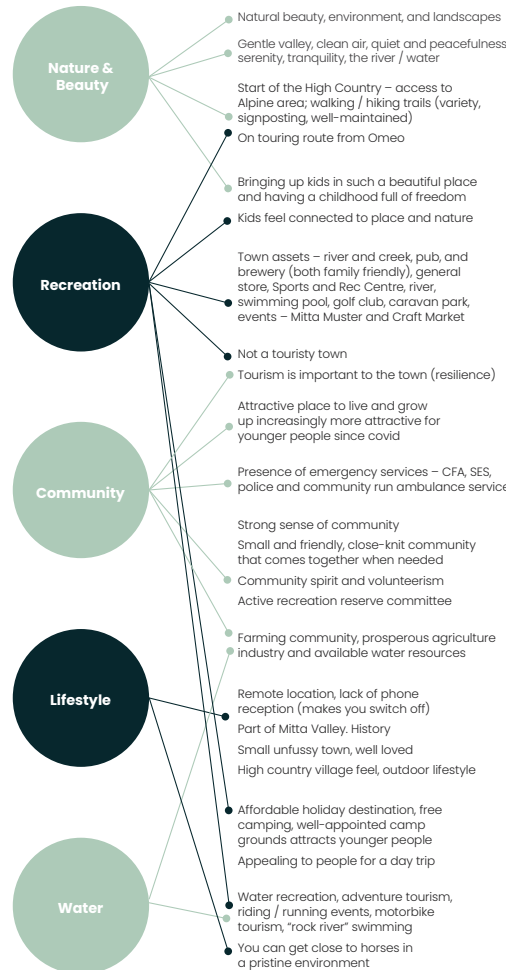 Nature &
Beauty
Natural beauty, environment, and landscapes
Gentle valley, clean air, quiet and peacefulness
serenity, tranquility, the river / water
Start of the High Country – access to
Alpine area; walking / hiking trails (variety,
signposting, well-maintained)
On touring route from Omeo
Bringing up kids in such a beautiful place
and having a childhood full of freedom
Recreation
Kids feel connected to place and nature
Town assets – river and creek, pub, and
brewery (both family friendly), general
store, Sports and Rec Centre, river,
swimming pool, golf club, caravan park,
events – Mitta Muster and Craft Market
Not a touristy town
Tourism is important to the town (resilience)
Community
Attractive place to live and grow
up increasingly more attractive for
younger people since covid
Presence of emergency services – CFA, SES,
police and community run ambulance service
Strong sense of community
Small and friendly, close-knit community
that comes together when needed
Community spirit and volunteerism
Active recreation reserve committee
Farming community, prosperous agriculture
industry and available water resources
Lifestyle
Remote location, lack of phone
reception (makes you switch off)
Part of Mitta Valley. History
Small unfussy town, well loved
High country village feel, outdoor lifestyle
Affordable holiday destination, free
camping, well-appointed camp
grounds attracts younger people
Appealing to people for a day trip
Water
Water recreation, adventure tourism,
riding / running events, motorbike
tourism, “rock river” swimming
You can get close to horses in
a pristine environment